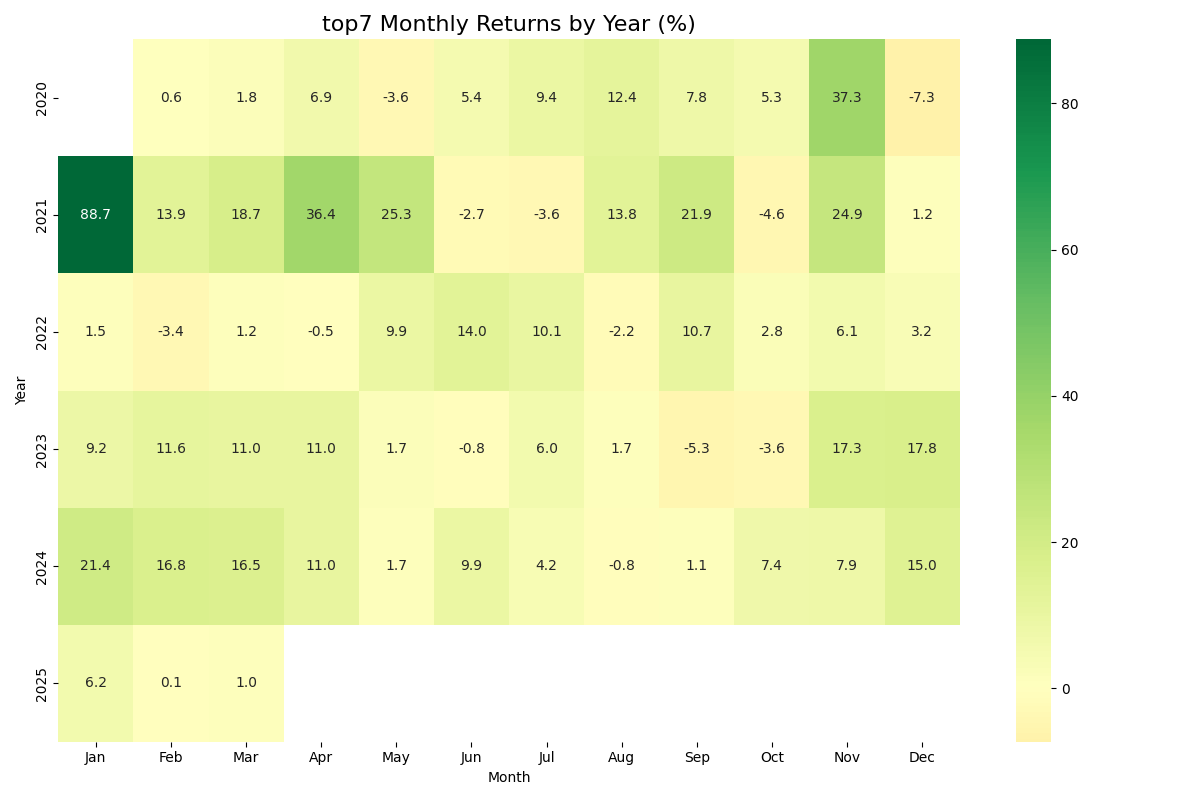 top7 Monthly Returns by Year (%)
2020 0.6 1.8 6.9 -3.6 5.4 9.4 12.4 7.8 5.3 37.3 -7.3
2021 88.7 13.9 18.7 36.4 25.3 -2.7 -3.6 13.8 21.9 -4.6 24.9 1.2
2022 1.5 -3.4 1.2 -0.5 9.9 14.0 10.1 -2.2 10.7 2.8 6.1 3.2
2023 9.2 11.6 11.0 11.0 1.7 -0.8 6.0 1.7 -5.3 -3.6 17.3 17.8
2024 21.4 16.8 16.5 11.0 1.7 9.9 4.2 -0.8 1.1 7.4 7.9 15.0
2025 6.2 0.1 1.0
Year
Jan Feb Mar Apr May Jun Jul Aug Sep Oct Nov Dec
Month
80
60
40
20
0